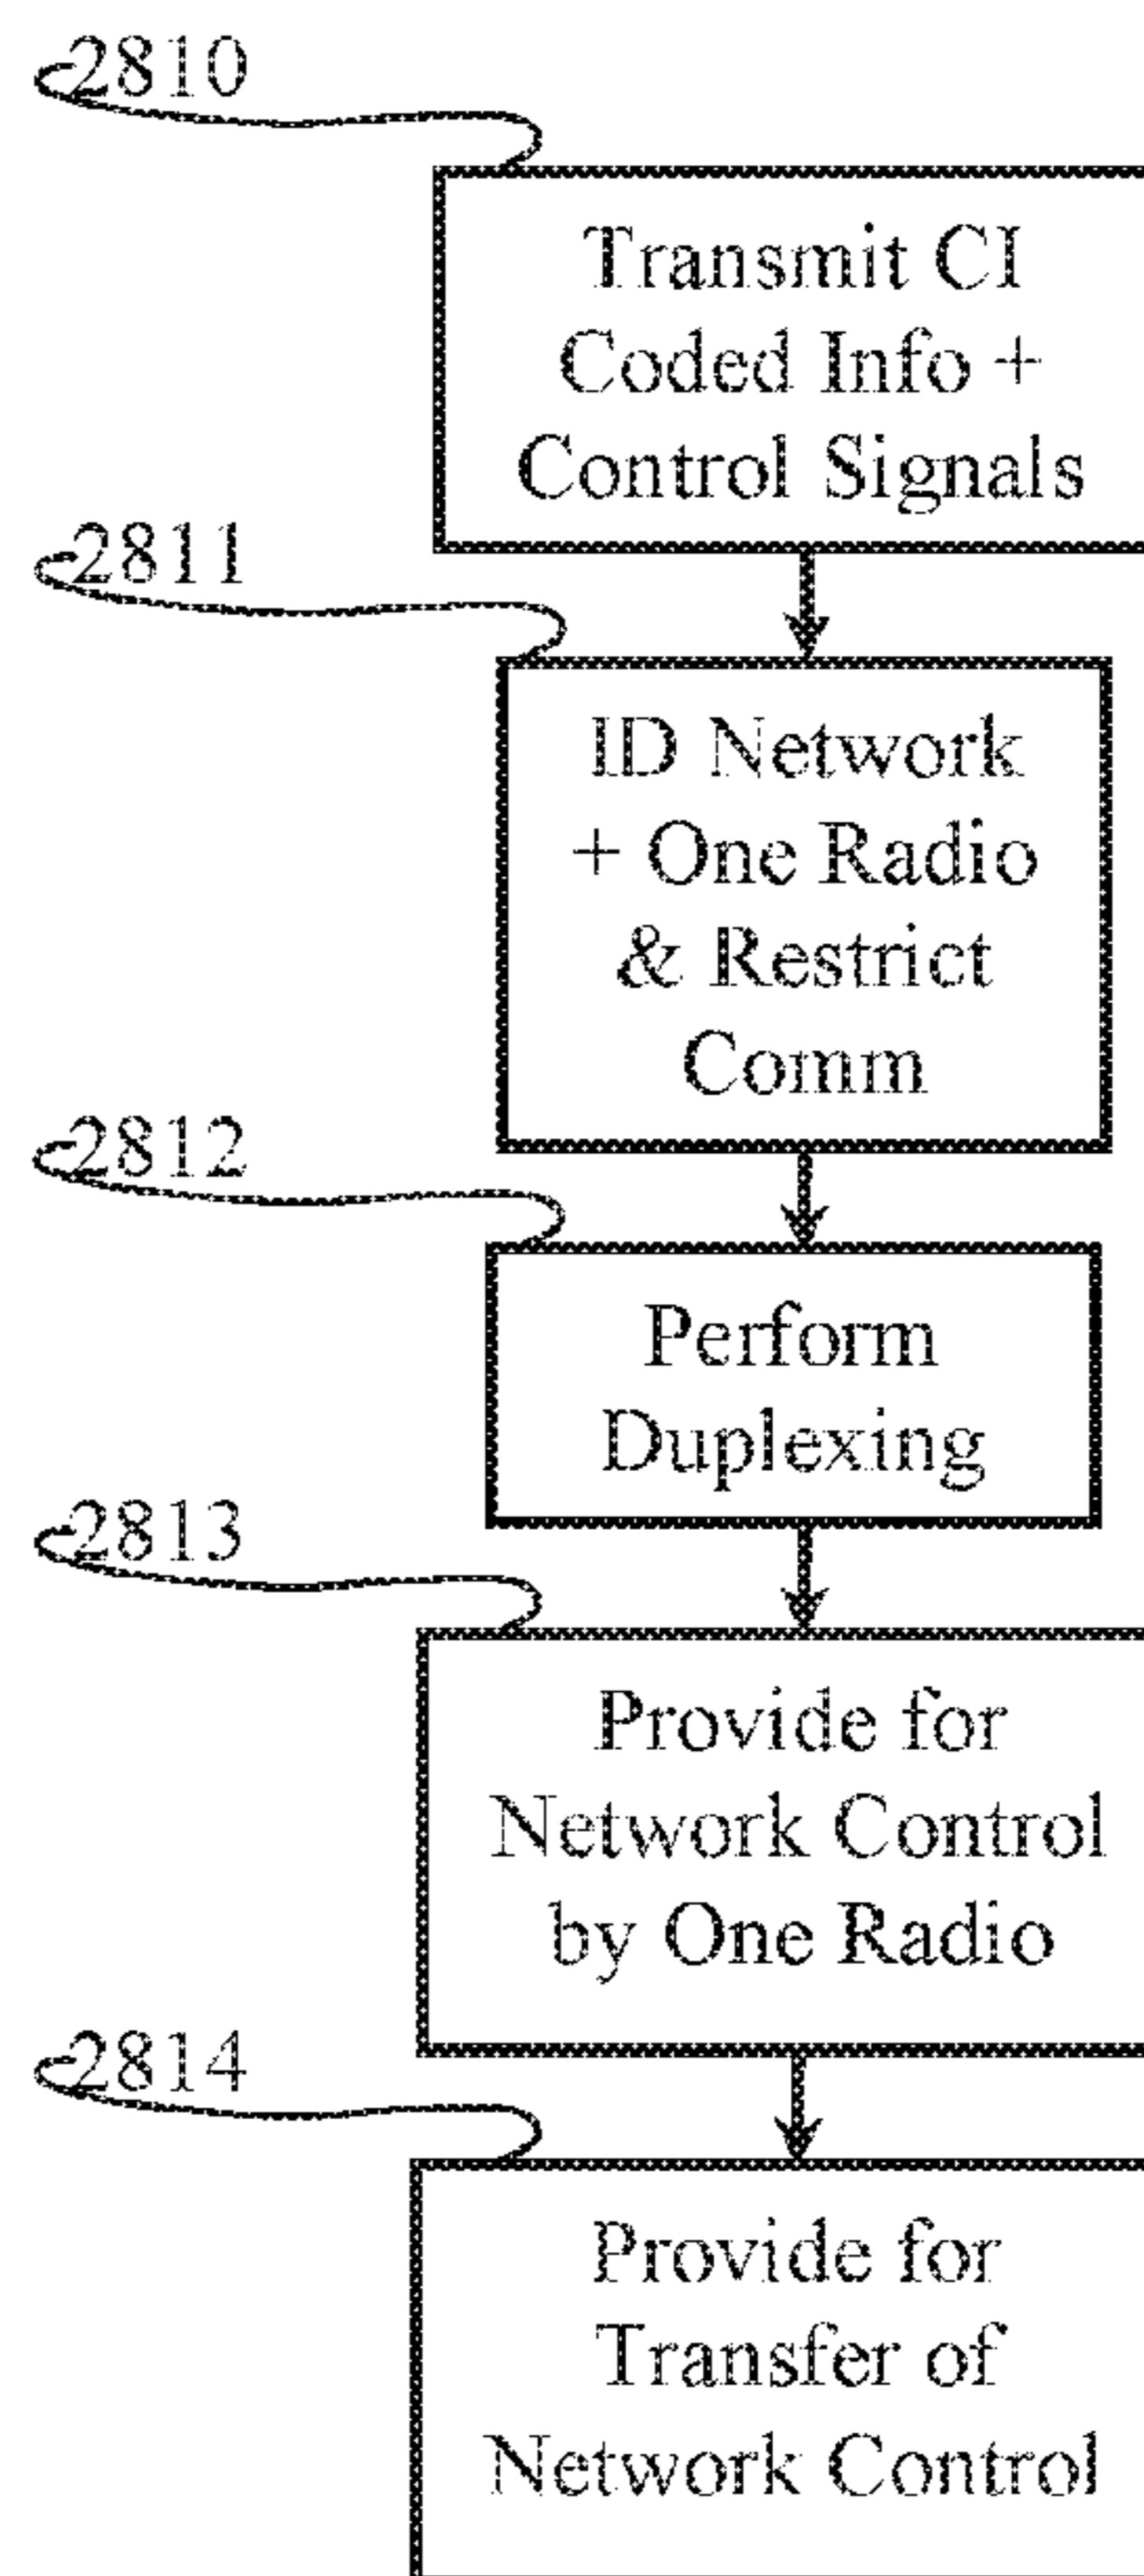 2810
Transmit CI
Coded Info +
Control Signals
2811
ID Network
+ One Radio
& Restrict
Comm
2812
Perform
Duplexing
2813
Provide for
Network Control
by One Radio
2814
Provide for
Transfer of
Network Control